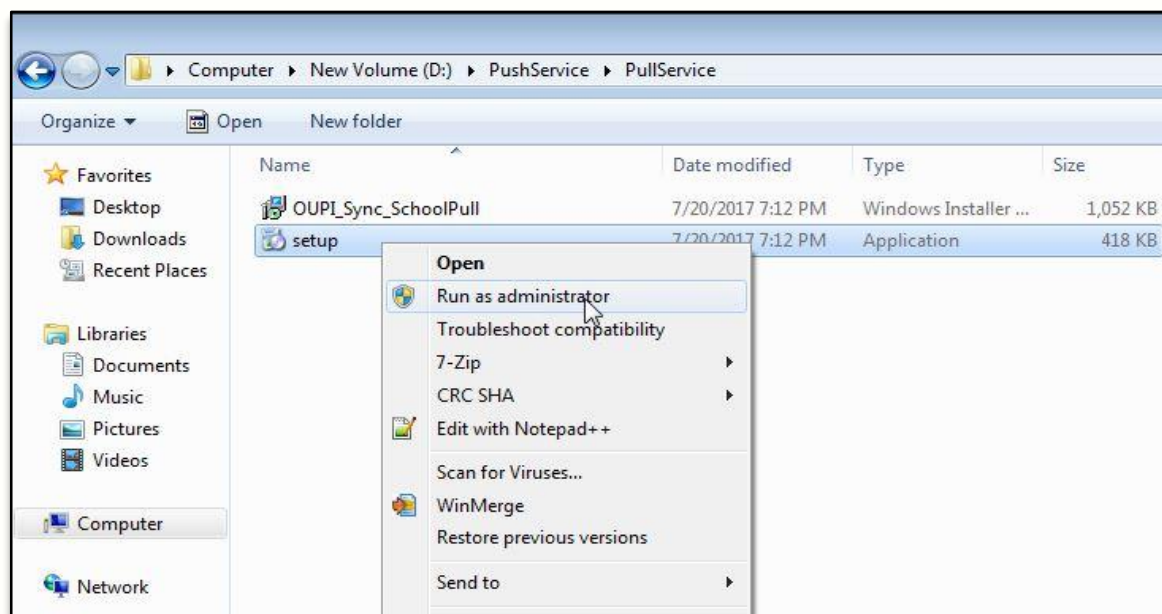 Computer ▸ New Volume (D:) ▸ PushService ▸ PullService
Organize ▾ Open New folder
Name Date modified Type Size
Favorites
Desktop
Downloads
Recent Places
Libraries
Documents
Music
Pictures
Videos
Computer
Network
OUPI_Sync_SchoolPull 7/20/2017 7:12 PM Windows Installer ... 1,052 KB
setup 7/20/2017 7:12 PM Application 418 KB
Open
Run as administrator
Troubleshoot compatibility
7-Zip
CRC SHA
Edit with Notepad++
Scan for Viruses...
WinMerge
Restore previous versions
Send to